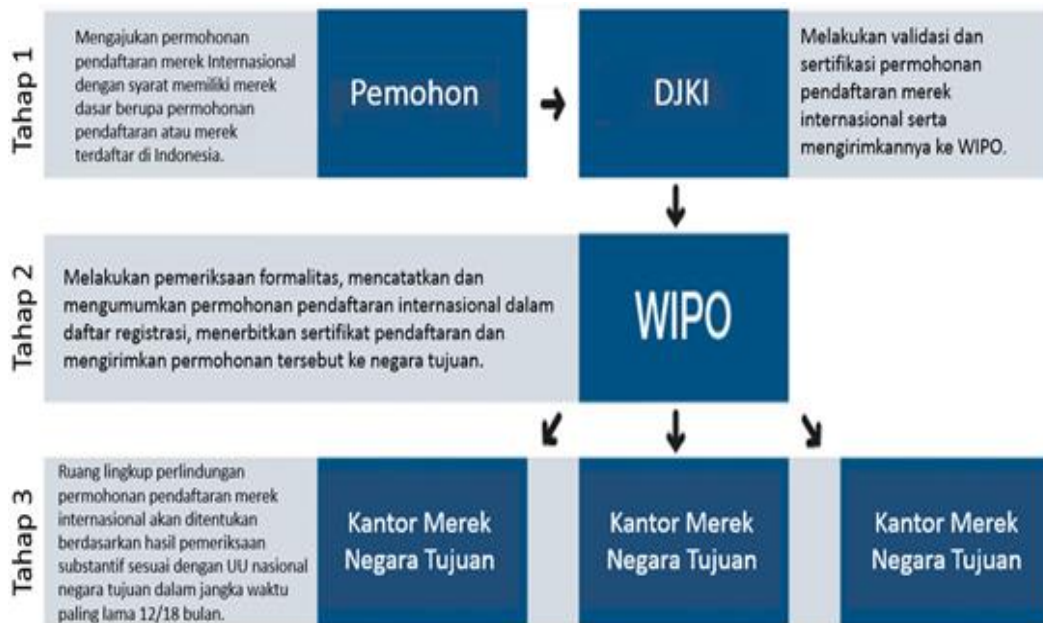 Tahap 1
Mengajukan permohonan
pendaftaran merek Internasional
dengan syarat memiliki merek
dasar berupa permohonan
pendaftaran atau merek
terdaftar di Indonesia.
Pemohon
DJKI
Melakukan validasi dan
sertifikasi permohonan
pendaftaran merek
internasional serta
mengirimkannya ke WIPO.
Tahap 2
Melakukan pemeriksaan formalitas, mencatatkan dan
mengumumkan permohonan pendaftaran internasional dalam
daftar registrasi, menerbitkan sertifikat pendaftaran dan
mengirimkan permohonan tersebut ke negara tujuan.
WIPO
Tahap 3
Ruang lingkup perlindungan
permohonan pendaftaran merek
internasional akan ditentukan
berdasarkan hasil pemeriksaan
substantif sesuai dengan UU nasional
negara tujuan dalam jangka waktu
paling lama 12/18 bulan.
Kantor Merek
Negara Tujuan
Kantor Merek
Negara Tujuan
Kantor Merek
Negara Tujuan